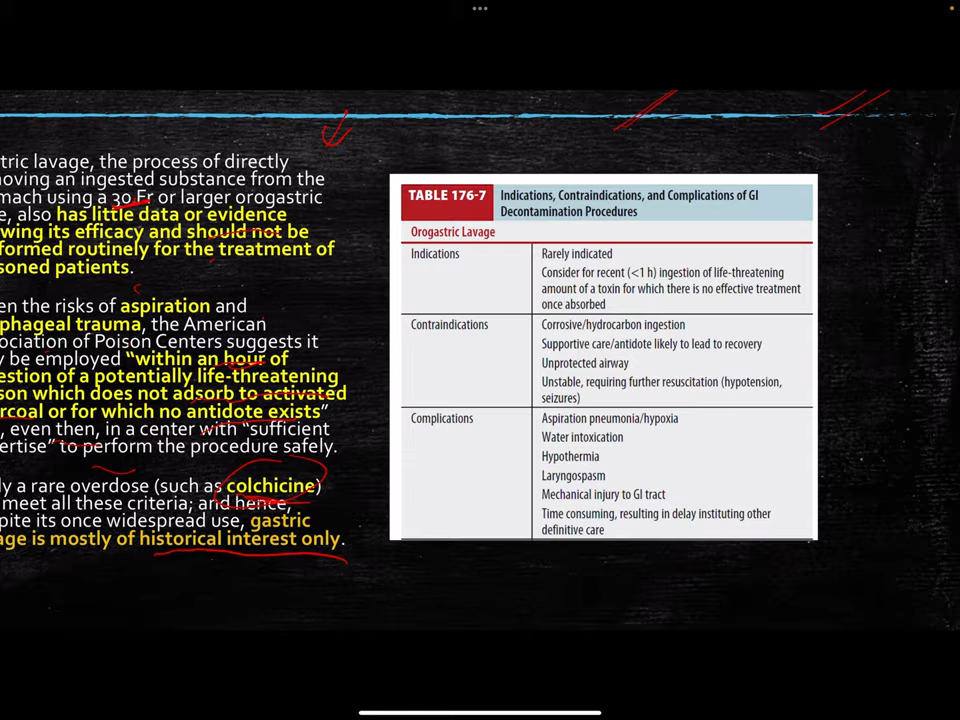 tric lavage, the process of directly
oving an ingested substance from the
mach using a 30 Fr or larger orogastric
e, also has little data or evidence
wing its efficacy and should not be
formed routinely for the treatment of
soned patients.
en the risks of aspiration and
phageal trauma, the American
ociation of Poison Centers suggests it
y be employed “within an hour of
estion of a potentially life-threatening
son which does not adsorb to activated
rcoal or for which no antidote exists”
, even then, in a center with “sufficient
ertise” to perform the procedure safely.
ly a rare overdose (such as colchicine)
meet all these criteria; and hence,
pite its once widespread use, gastric
age is mostly of historical interest only.
TABLE 176-7
Indications, Contraindications, and Complications of GI
Decontamination Procedures
Orogastric Lavage
Indications
Rarely indicated
Consider for recent (<1 h) ingestion of life-threatening
amount of a toxin for which there is no effective treatment
once absorbed
Contraindications
Corrosive/hydrocarbon ingestion
Supportive care/antidote likely to lead to recovery
Unprotected airway
Unstable, requiring further resuscitation (hypotension,
seizures)
Complications
Aspiration pneumonia/hypoxia
Water intoxication
Hypothermia
Laryngospasm
Mechanical injury to GI tract
Time consuming, resulting in delay instituting other
definitive care